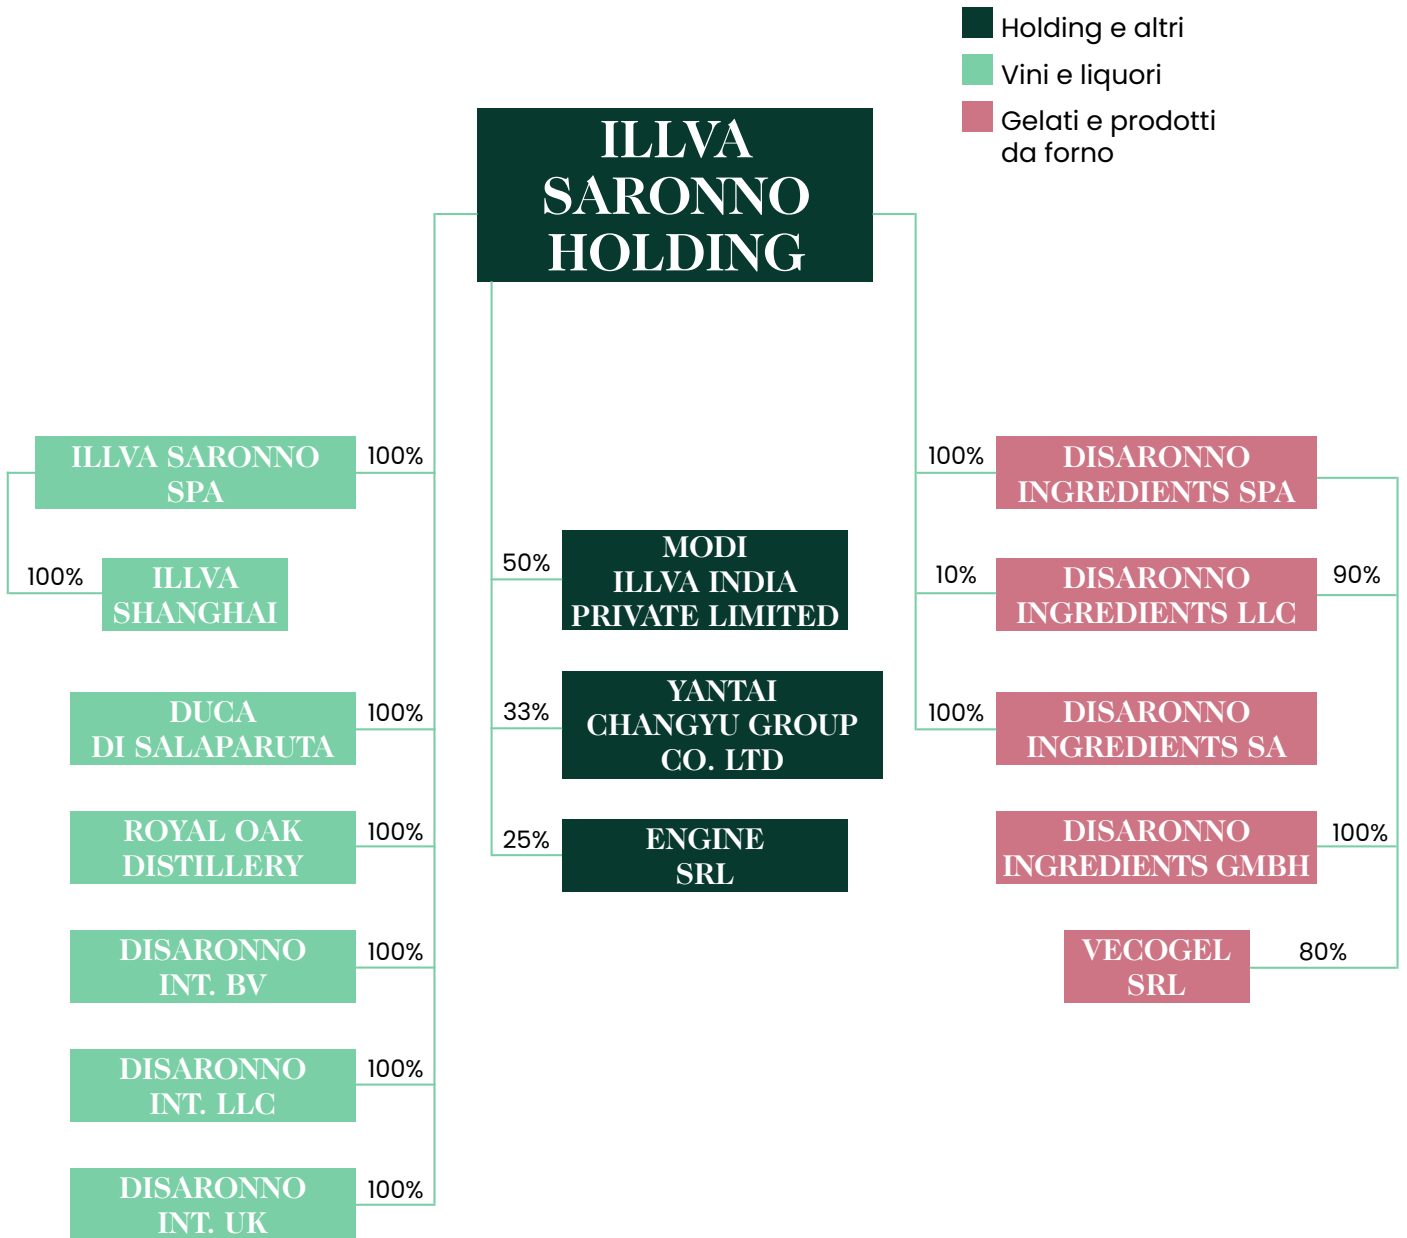 Holding e altri
Vini e liquori
Gelati e prodotti
da forno
ILLVA
SARONNO
HOLDING
ILLVA SARONNO
SPA
100%
100%
ILLVA
SHANGHAI
DUCA
DI SALAPARUTA
100%
ROYAL OAK
DISTILLERY
100%
DISARONNO
INT. BV
100%
DISARONNO
INT. LLC
100%
DISARONNO
INT. UK
100%
50%
MODI
ILLVA INDIA
PRIVATE LIMITED
33%
YANTAI
CHANGYU GROUP
CO. LTD
25%
ENGINE
SRL
100%
DISARONNO
INGREDIENTS SPA
10%
DISARONNO
INGREDIENTS LLC
90%
100%
DISARONNO
INGREDIENTS SA
DISARONNO
INGREDIENTS GMBH
100%
VECOGEL
SRL
80%